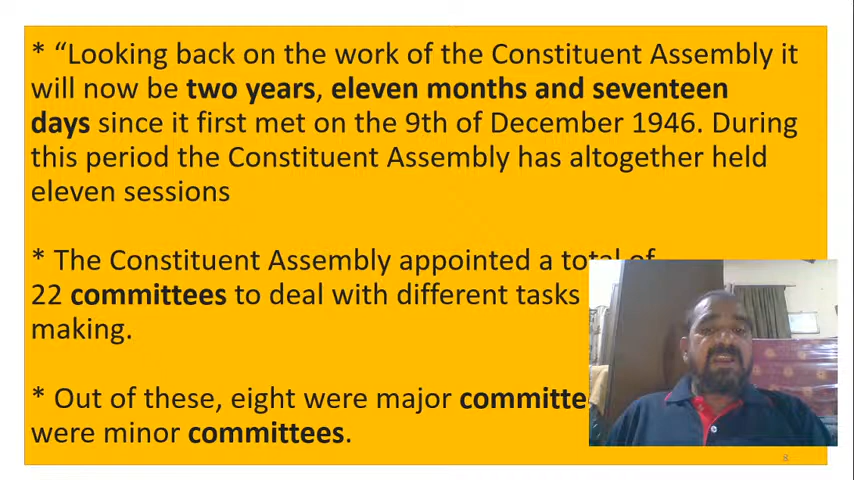 * “Looking back on the work of the Constituent Assembly it
will now be two years, eleven months and seventeen
days since it first met on the 9th of December 1946. During
this period the Constituent Assembly has altogether held
eleven sessions
* The Constituent Assembly appointed a total of
22 committees to deal with different tasks
making.
* Out of these, eight were major committe
were minor committees.
8